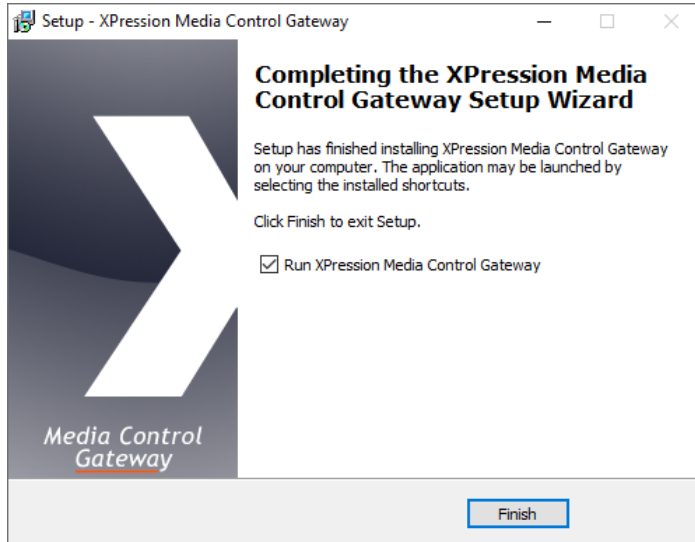 Setup - XPression Media Control Gateway
Completing the XPression Media
Control Gateway Setup Wizard
Setup has finished installing XPression Media Control Gateway
on your computer. The application may be launched by
selecting the installed shortcuts.
Click Finish to exit Setup.
Run XPression Media Control Gateway
Media Control
Gateway
Finish